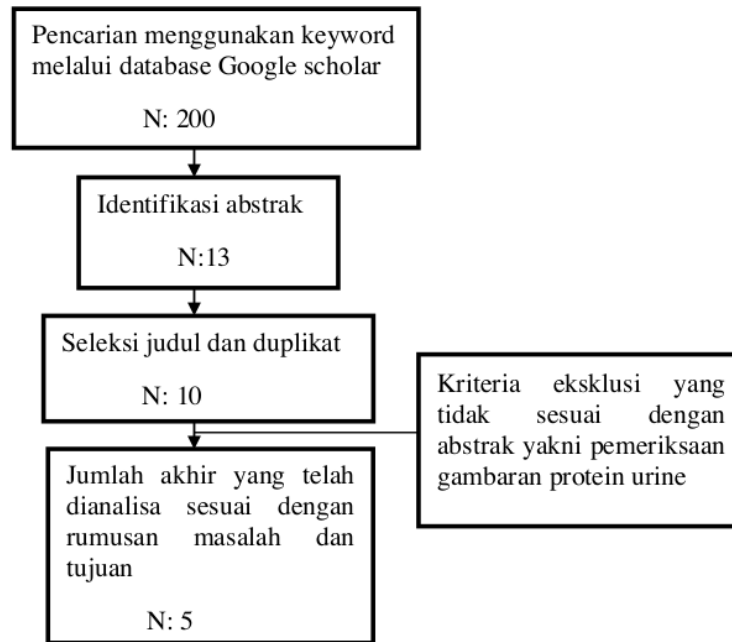 Pencarian menggunakan keyword
melalui database Google scholar
N: 200
Identifikasi abstrak
N:13
Seleksi judul dan duplikat
N: 10
Kriteria eksklusi yang
tidak sesuai dengan
abstrak yakni pemeriksaan
gambaran protein urine
Jumlah akhir yang telah
dianalisa sesuai dengan
rumusan masalah dan
tujuan
N: 5